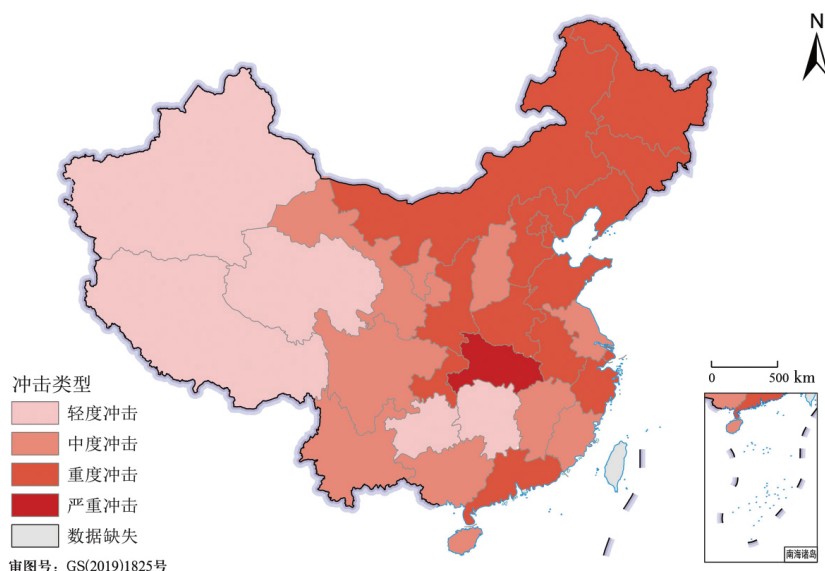 N
冲击类型
轻度冲击
中度冲击
重度冲击
严重冲击
数据缺失
审图号：GS(2019)1825号
0 500 km
南海诸岛